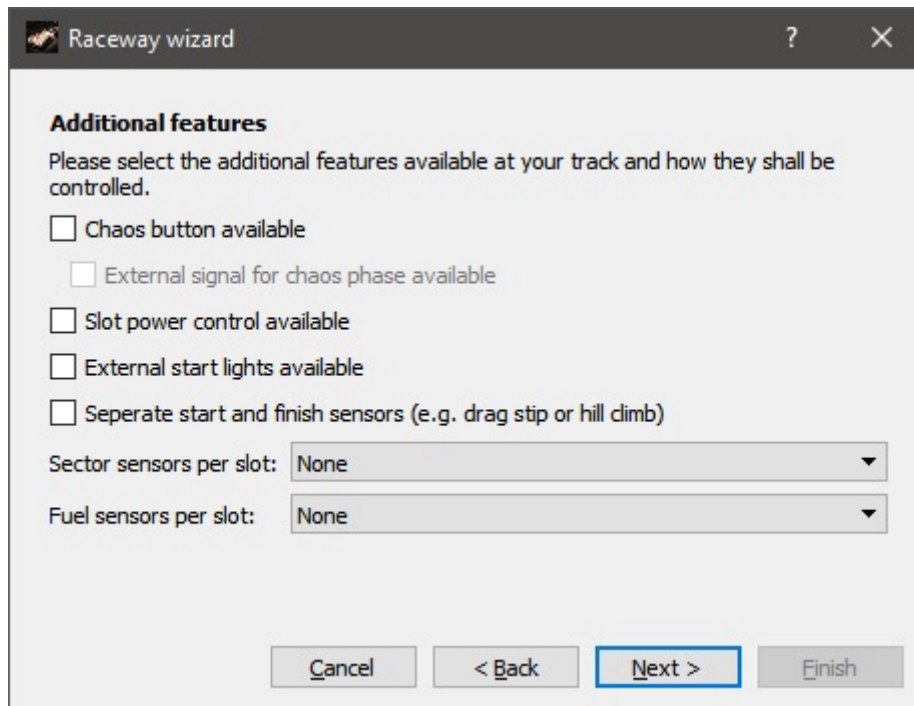 Raceway wizard
Additional features
Please select the additional features available at your track and how they shall be
controlled.
Chaos button available
External signal for chaos phase available
Slot power control available
External start lights available
Seperate start and finish sensors (e.g. drag stip or hill climb)
Sector sensors per slot: None
Fuel sensors per slot: None
Cancel < Back Next > Finish